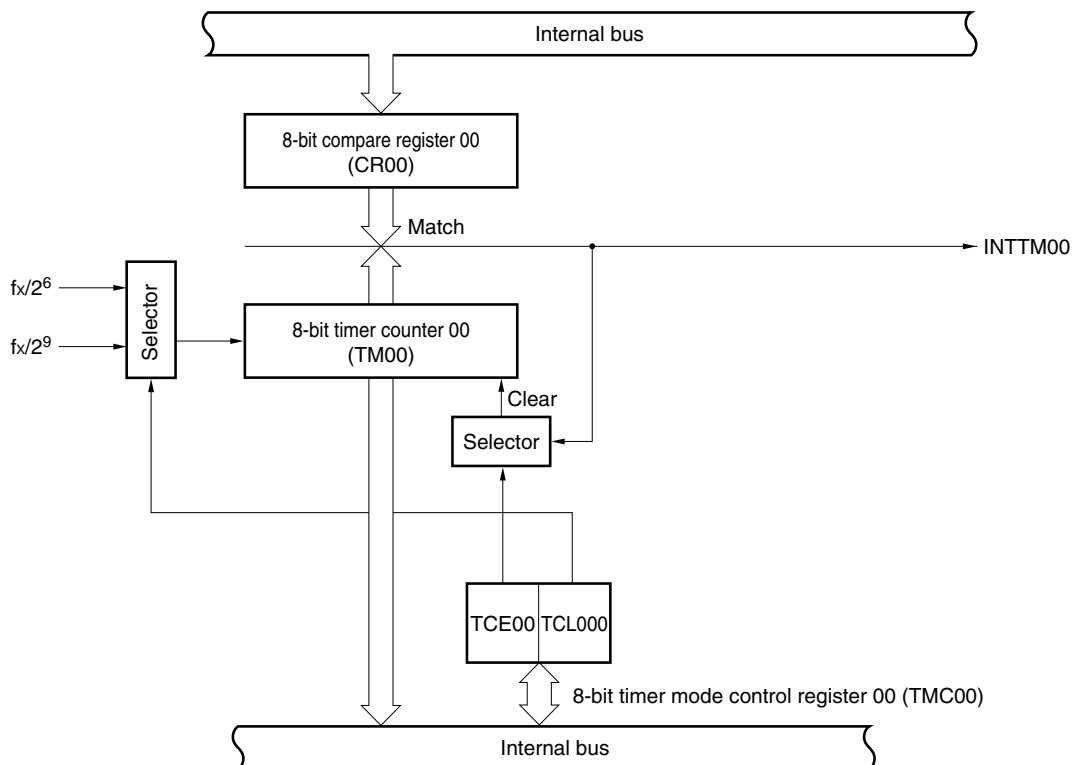 Internal bus
8-bit compare register 00
(CR00)
Match
INTTM00
fx/2⁶
fx/2⁹
Selector
8-bit timer counter 00
(TM00)
Clear
Selector
TCE00 TCL000
8-bit timer mode control register 00 (TMC00)
Internal bus